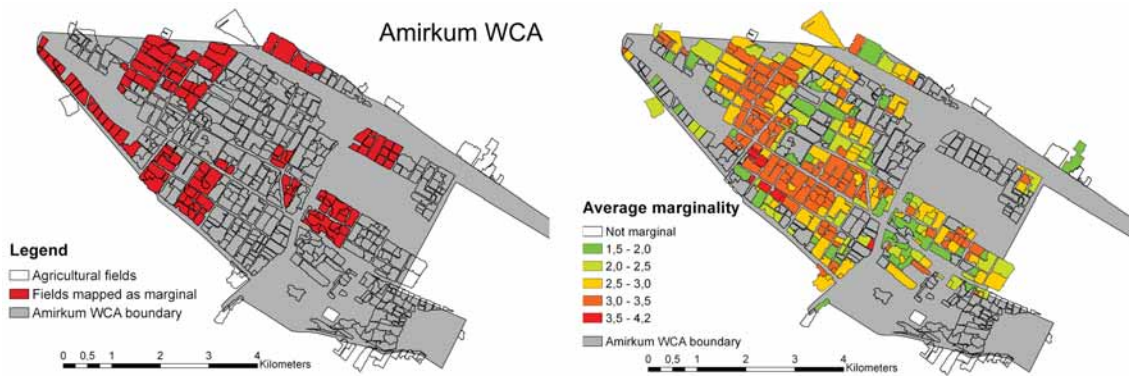 Amirkum WCA
Legend
Agricultural fields
Fields mapped as marginal
Amirkum WCA boundary
0 0,5 1 2 3 4
Kilometers
Average marginality
Not marginal
1,5 - 2,0
2,0 - 2,5
2,5 - 3,0
3,0 - 3,5
3,5 - 4,2
Amirkum WCA boundary
0 0,5 1 2 3 4
Kilometers